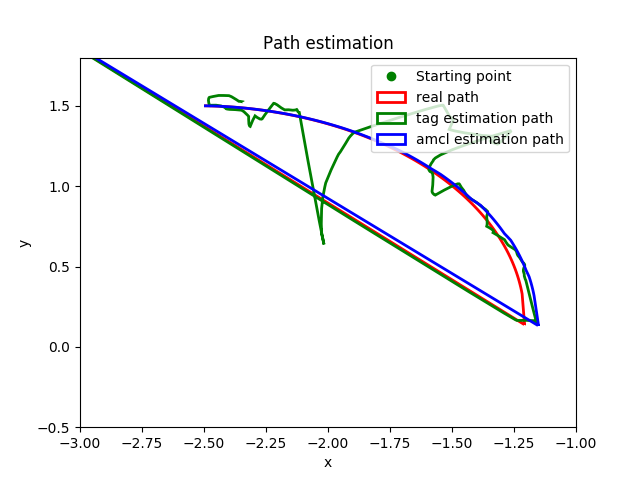 Path estimation
Starting point
real path
tag estimation path
amcl estimation path
1.5
1.0
0.5
0.0
−0.5
y
−3.00 −2.75 −2.50 −2.25 −2.00 −1.75 −1.50 −1.25 −1.00
x